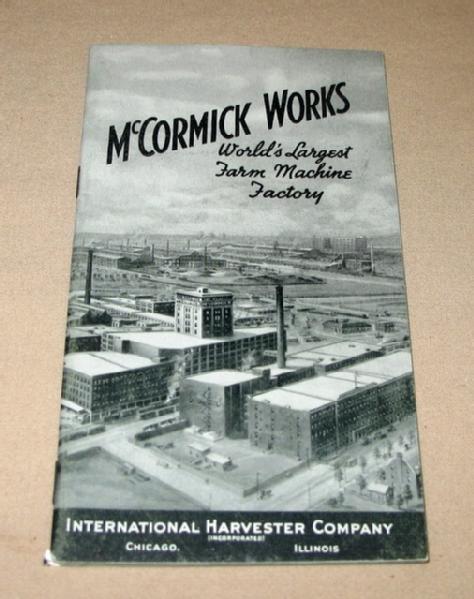 McCORMICK WORKS
World's Largest
Farm Machine
Factory
INTERNATIONAL HARVESTER COMPANY
(INCORPORATED)
CHICAGO. ILLINOIS